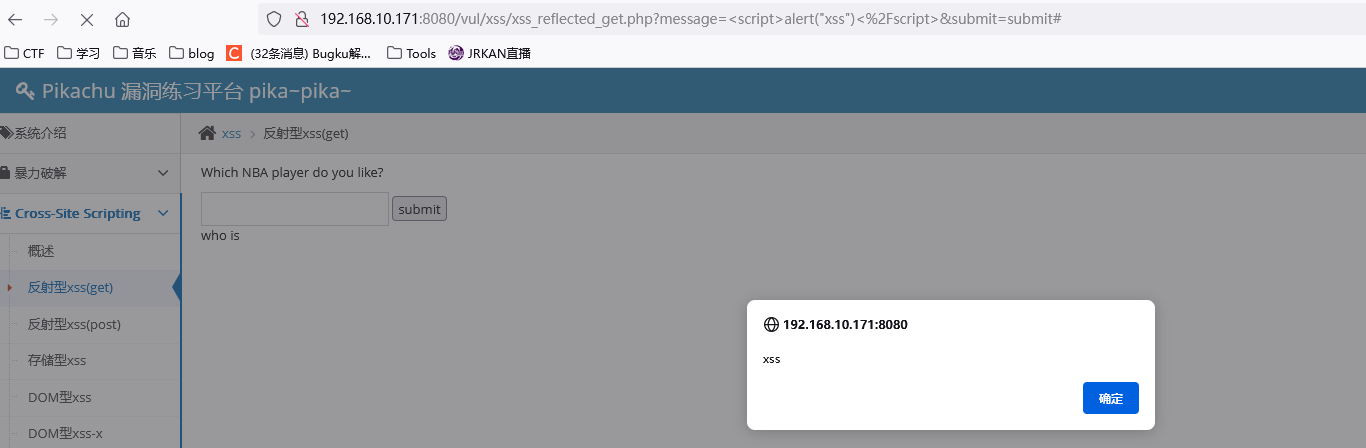 192.168.10.171:8080/vul/xss/xss_reflected_get.php?message=<script>alert("xss")<%2Fscript>&submit=submit#
CTF 学习 音乐 blog (32条消息) Bugku解... Tools JRKAN直播
Pikachu 漏洞练习平台 pika~pika~
系统介绍
xss 反射型xss(get)
暴力破解
Which NBA player do you like?
Cross-Site Scripting
submit
who is
概述
反射型xss(get)
反射型xss(post)
存储型xss
DOM型xss
DOM型xss-x
192.168.10.171:8080
xss
确定